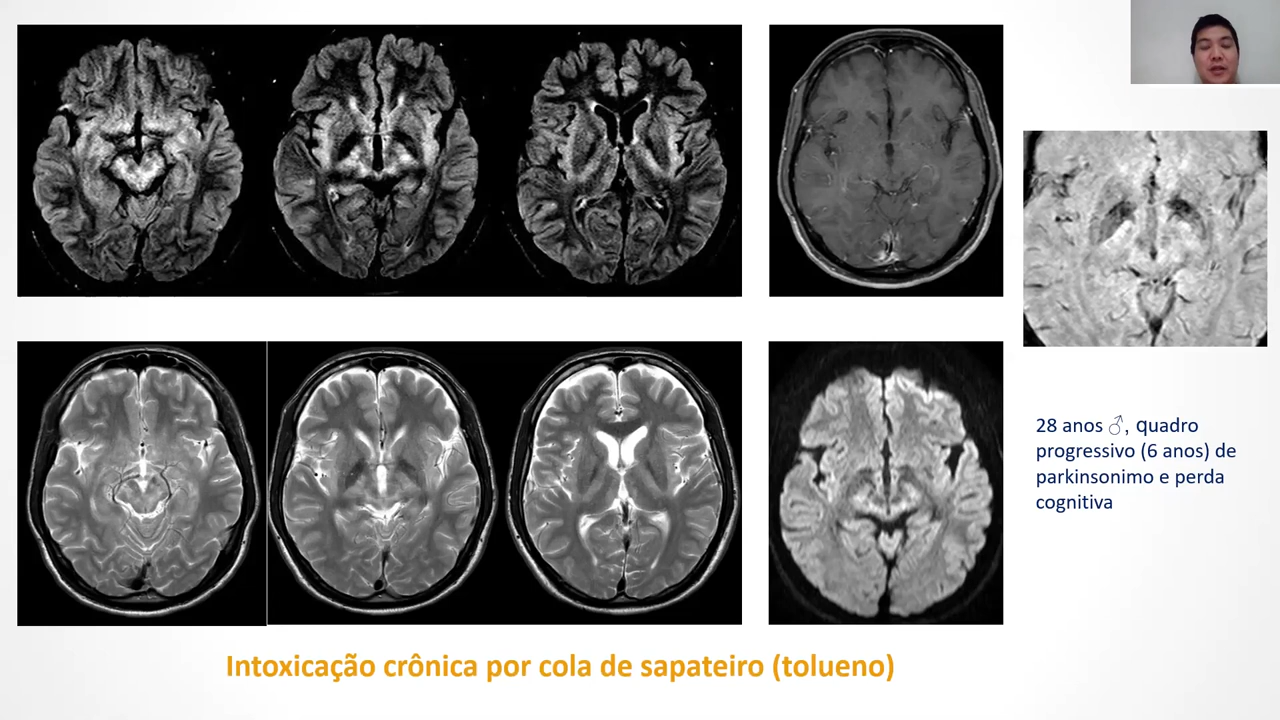 28 anos ♂, quadro
progressivo (6 anos) de
parkinsonimo e perda
cognitiva
Intoxicação crônica por cola de sapateiro (tolueno)